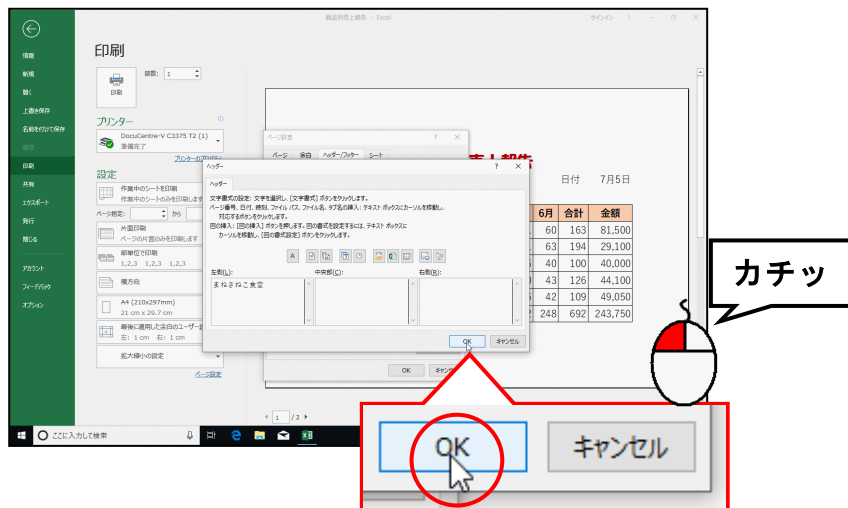 商品別売上報告 - Excel
サインイン ?
情報
新規
開く
上書き保存
名前を付けて保存
履歴
印刷
共有
エクスポート
発行
閉じる
アカウント
フィードバック
オプション
印刷
部数: 1
印刷
プリンター
DocuCentre-V C3375 T2 (1)
準備完了
プリンターのプロパティ
設定
作業中のシートを印刷
作業中のシートのみを印刷します
ページ指定: から
片面印刷
ページの片面のみを印刷します
部単位で印刷
1,2,3 1,2,3 1,2,3
横方向
A4 (210x297mm)
21 cm x 29.7 cm
最後に適用した余白のユーザー設定
左: 1 cm 右: 1 cm
拡大縮小の設定
ページ設定
ページ設定 ? ×
ページ 余白 ヘッダー/フッター シート
売上報告
日付 7月5日
6月 合計 金額
60 163 81,500
63 194 29,100
40 100 40,000
43 126 44,100
42 109 49,050
248 692 243,750
ヘッダー ? ×
ヘッダー
文字書式の設定: 文字を選択し、[文字書式] ボタンをクリックします。
ページ番号、日付、時刻、ファイル パス、ファイル名、タブ名の挿入: テキスト ボックスにカーソルを移動し、
対応するボタンをクリックします。
図の挿入: [図の挿入] ボタンを押します。図の書式を設定するには、テキスト ボックスに
カーソルを移動し、[図の書式設定] ボタンをクリックします。
A
左側(L): 中央部(C): 右側(R):
まねきねこ食堂
OK キャンセル
OK キャンセル
1 /2
ここに入力して検索
カチッ
OK キャンセル